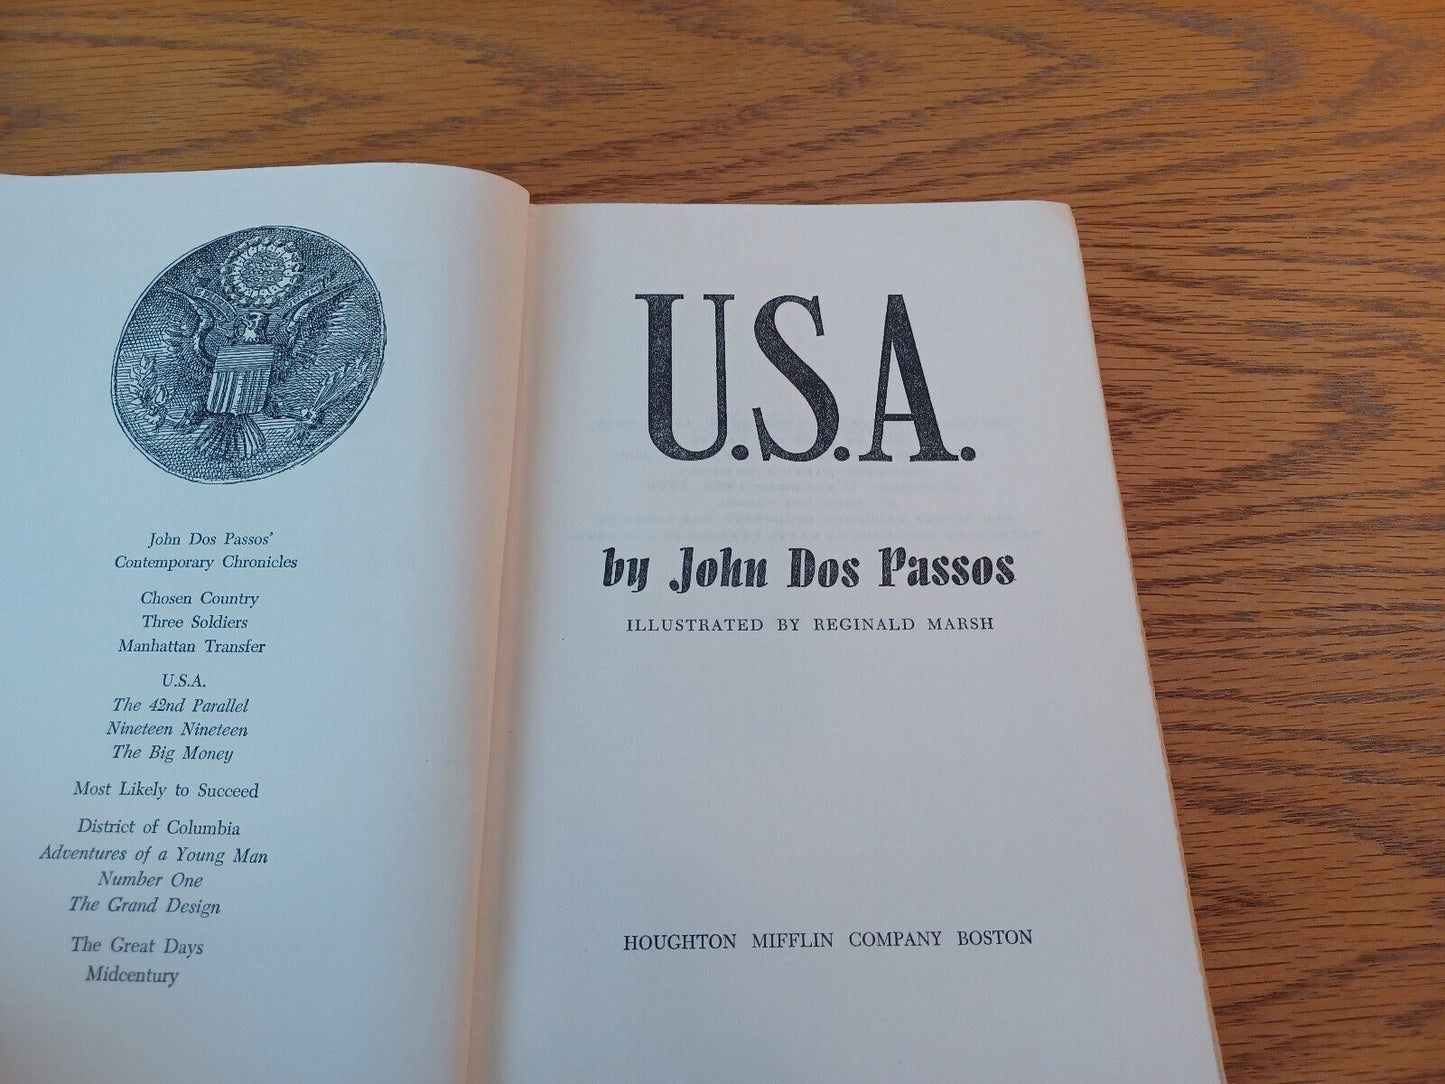 John Dos Passos'
Contemporary Chronicles
Chosen Country
Three Soldiers
Manhattan Transfer
U.S.A.
The 42nd Parallel
Nineteen Nineteen
The Big Money
Most Likely to Succeed
District of Columbia
Adventures of a Young Man
Number One
The Grand Design
The Great Days
Midcentury
U.S.A.
by John Dos Passos
ILLUSTRATED BY REGINALD MARSH
HOUGHTON MIFFLIN COMPANY BOSTON